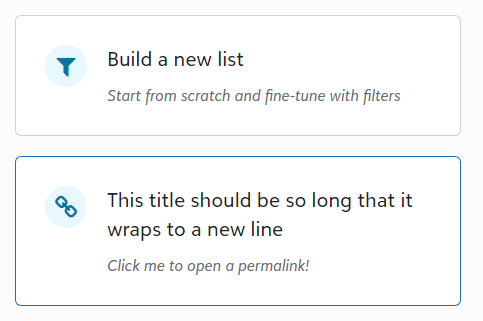 Build a new list
Start from scratch and fine-tune with filters
This title should be so long that it
wraps to a new line
Click me to open a permalink!